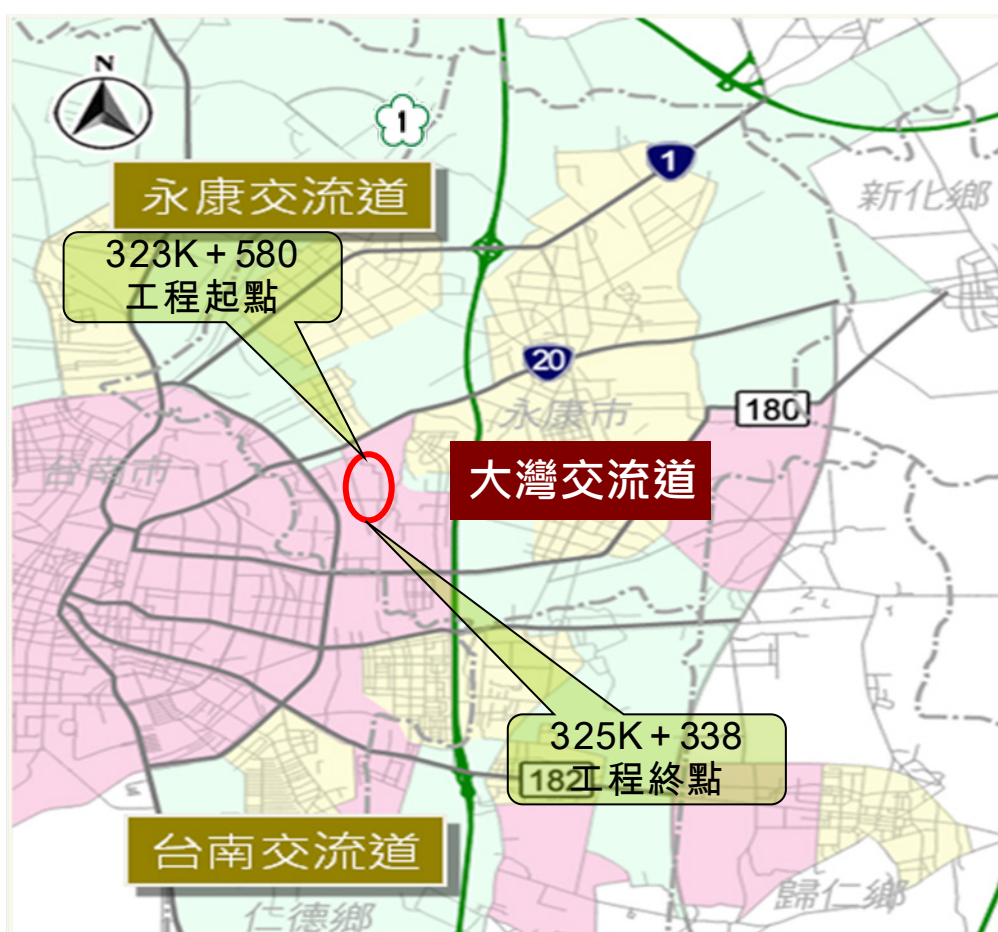 N
1
永康交流道
1
新化鄉
323K+580
工程起點
20
永康市
180
台南市
大灣交流道
325K+338
工程終點
182
台南交流道
仁德鄉
歸仁鄉